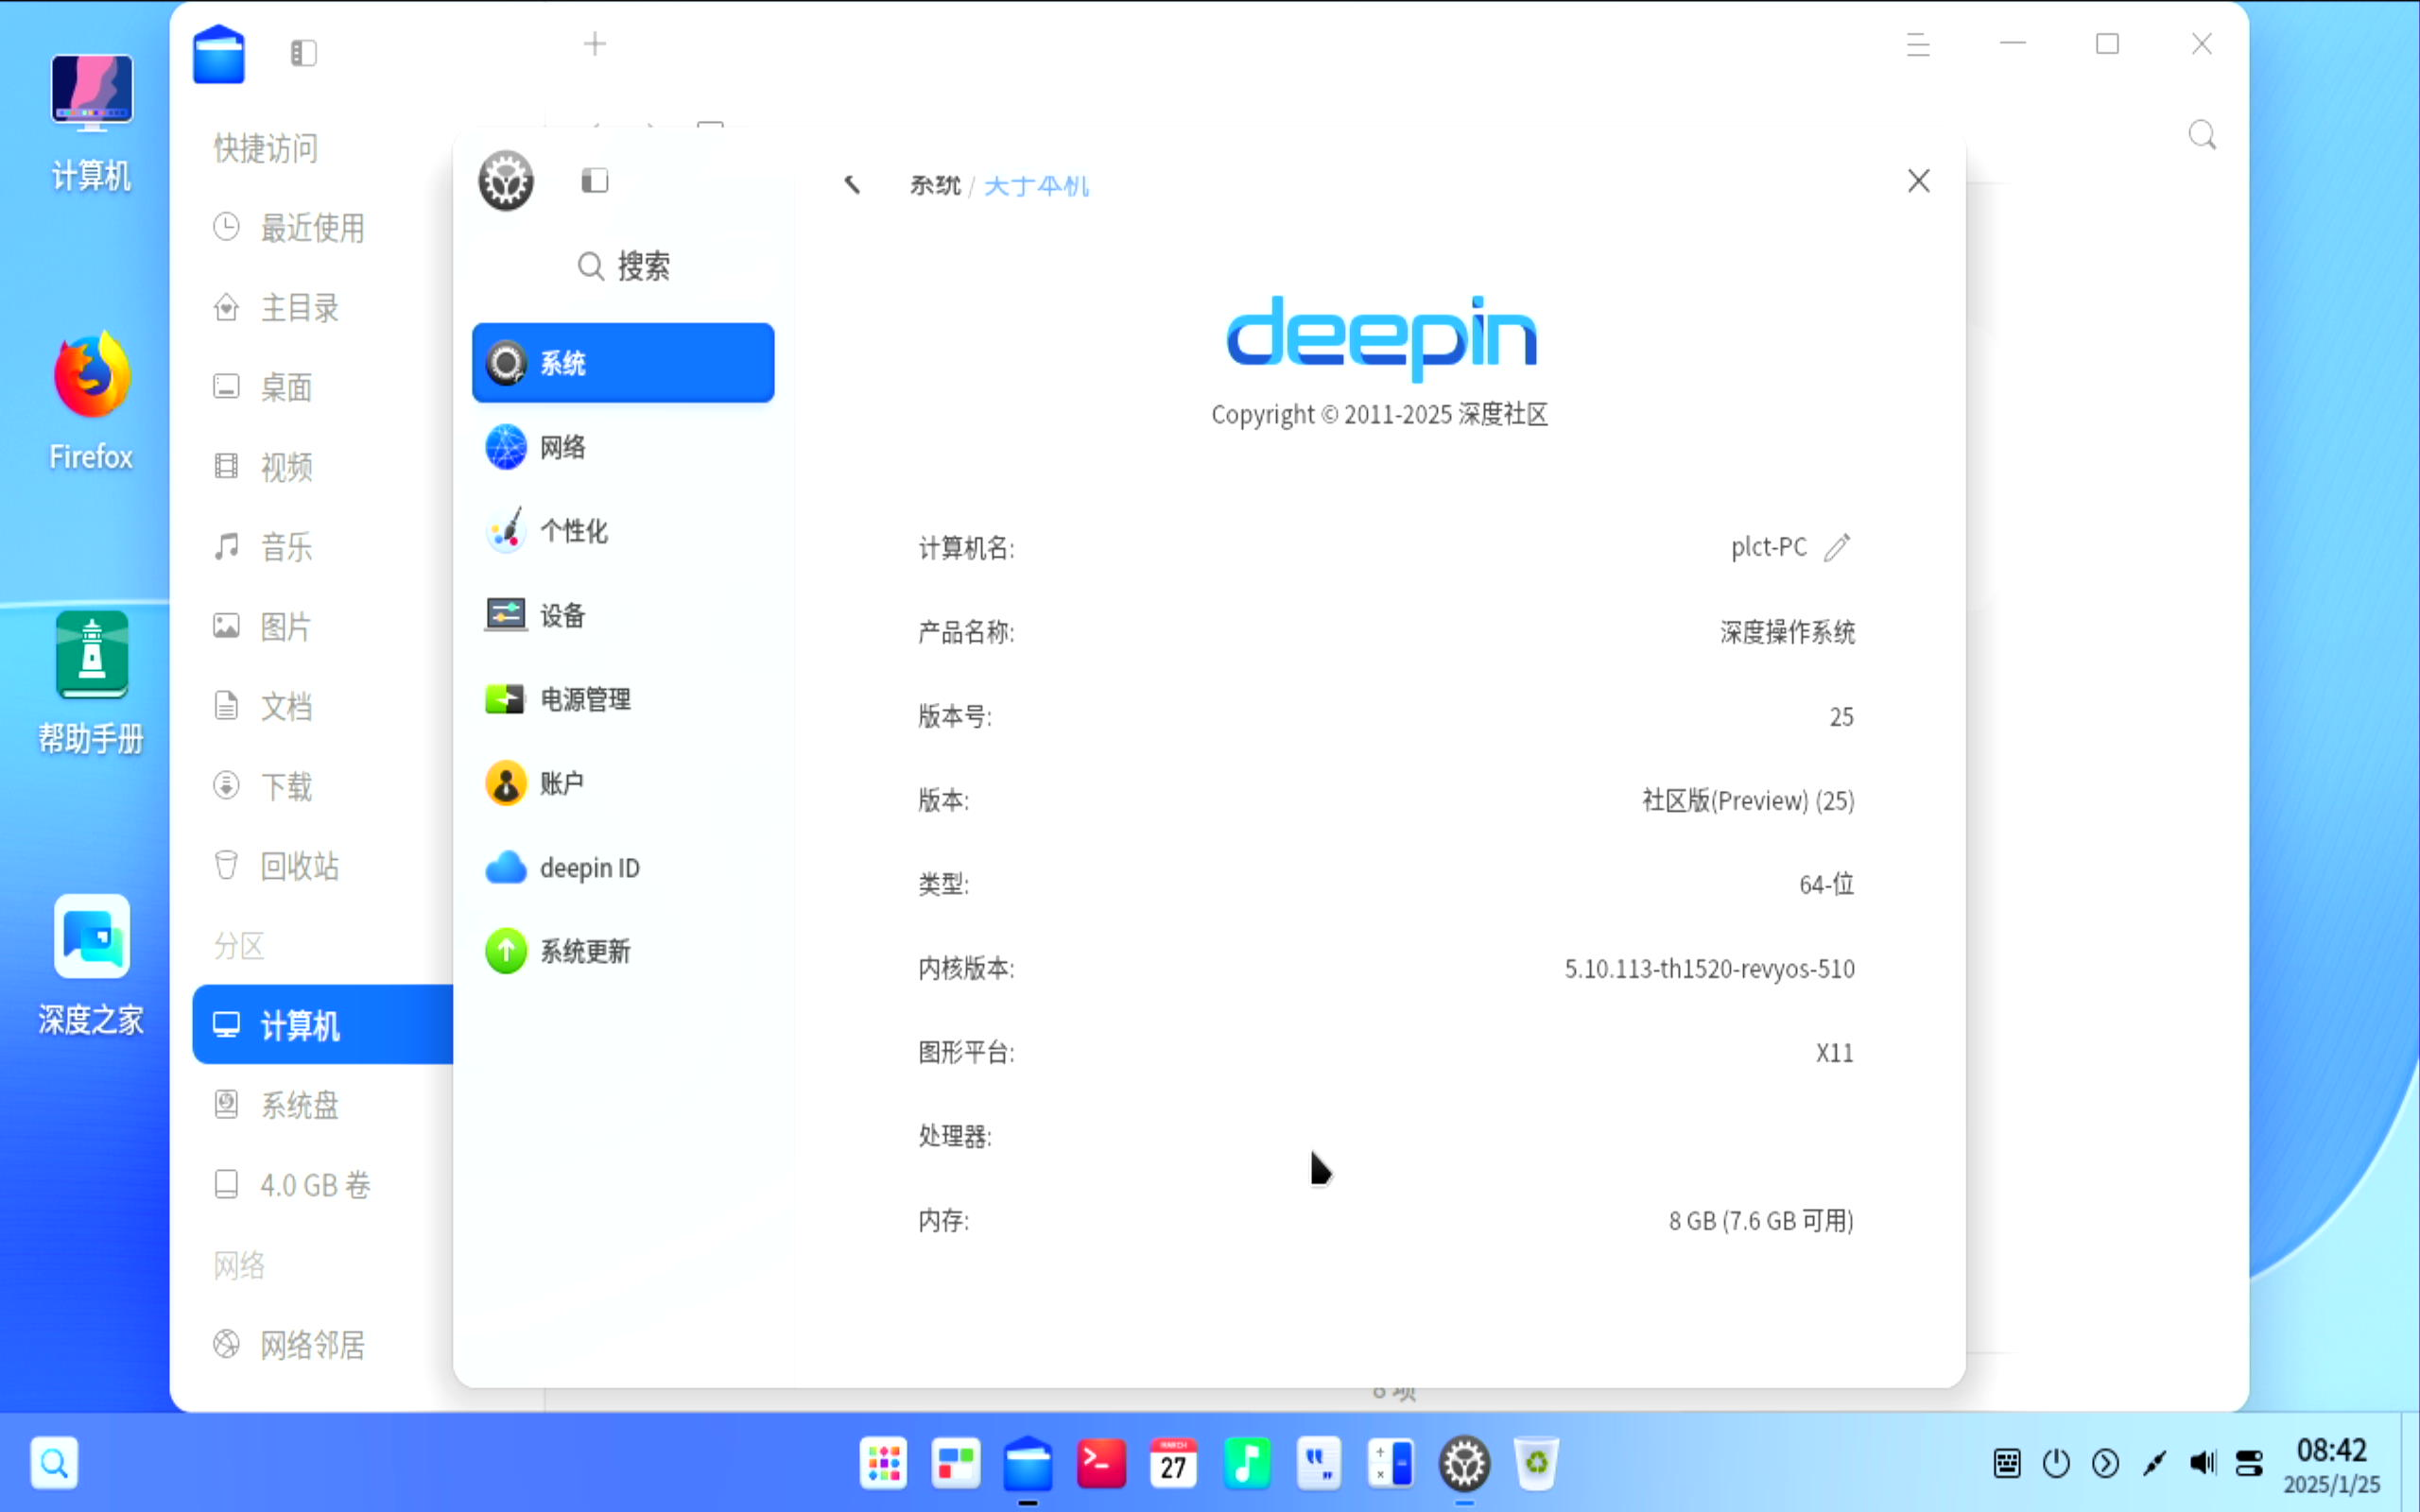 计算机
Firefox
帮助手册
深度之家
快捷访问
最近使用
主目录
桌面
视频
音乐
图片
文档
下载
回收站
分区
计算机
系统盘
4.0 GB 卷
网络
网络邻居
搜索
系统
网络
个性化
设备
电源管理
账户
deepin ID
系统更新
系统 / 关于本机
deepin
Copyright © 2011-2025 深度社区
计算机名: plct-PC
产品名称: 深度操作系统
版本号: 25
版本: 社区版(Preview) (25)
类型: 64-位
内核版本: 5.10.113-th1520-revyos-510
图形平台: X11
处理器:
内存: 8 GB (7.6 GB 可用)
MARCH
27
08:42
2025/1/25